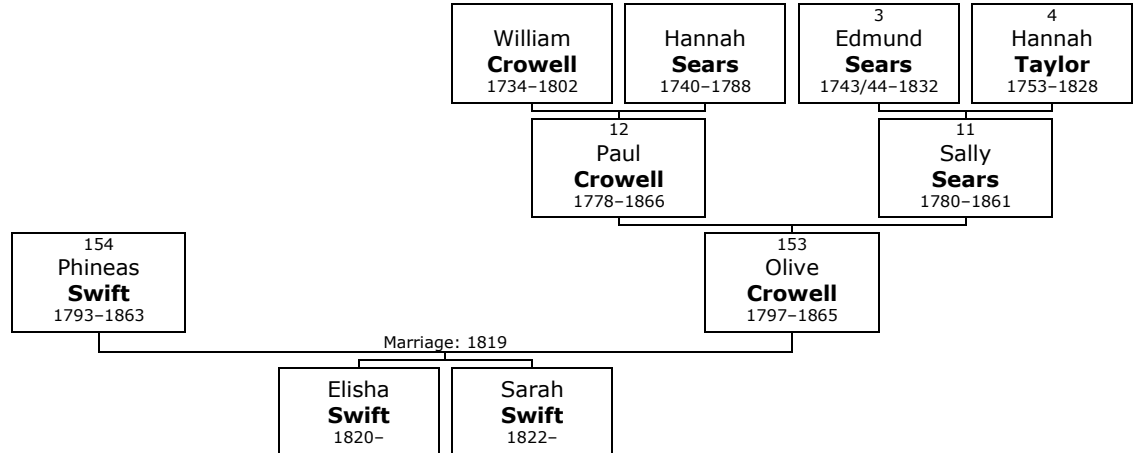 William
Crowell
1734–1802
Hannah
Sears
1740–1788
3
Edmund
Sears
1743/44–1832
4
Hannah
Taylor
1753–1828
12
Paul
Crowell
1778–1866
11
Sally
Sears
1780–1861
154
Phineas
Swift
1793–1863
153
Olive
Crowell
1797–1865
Marriage: 1819
Elisha
Swift
1820–
Sarah
Swift
1822–